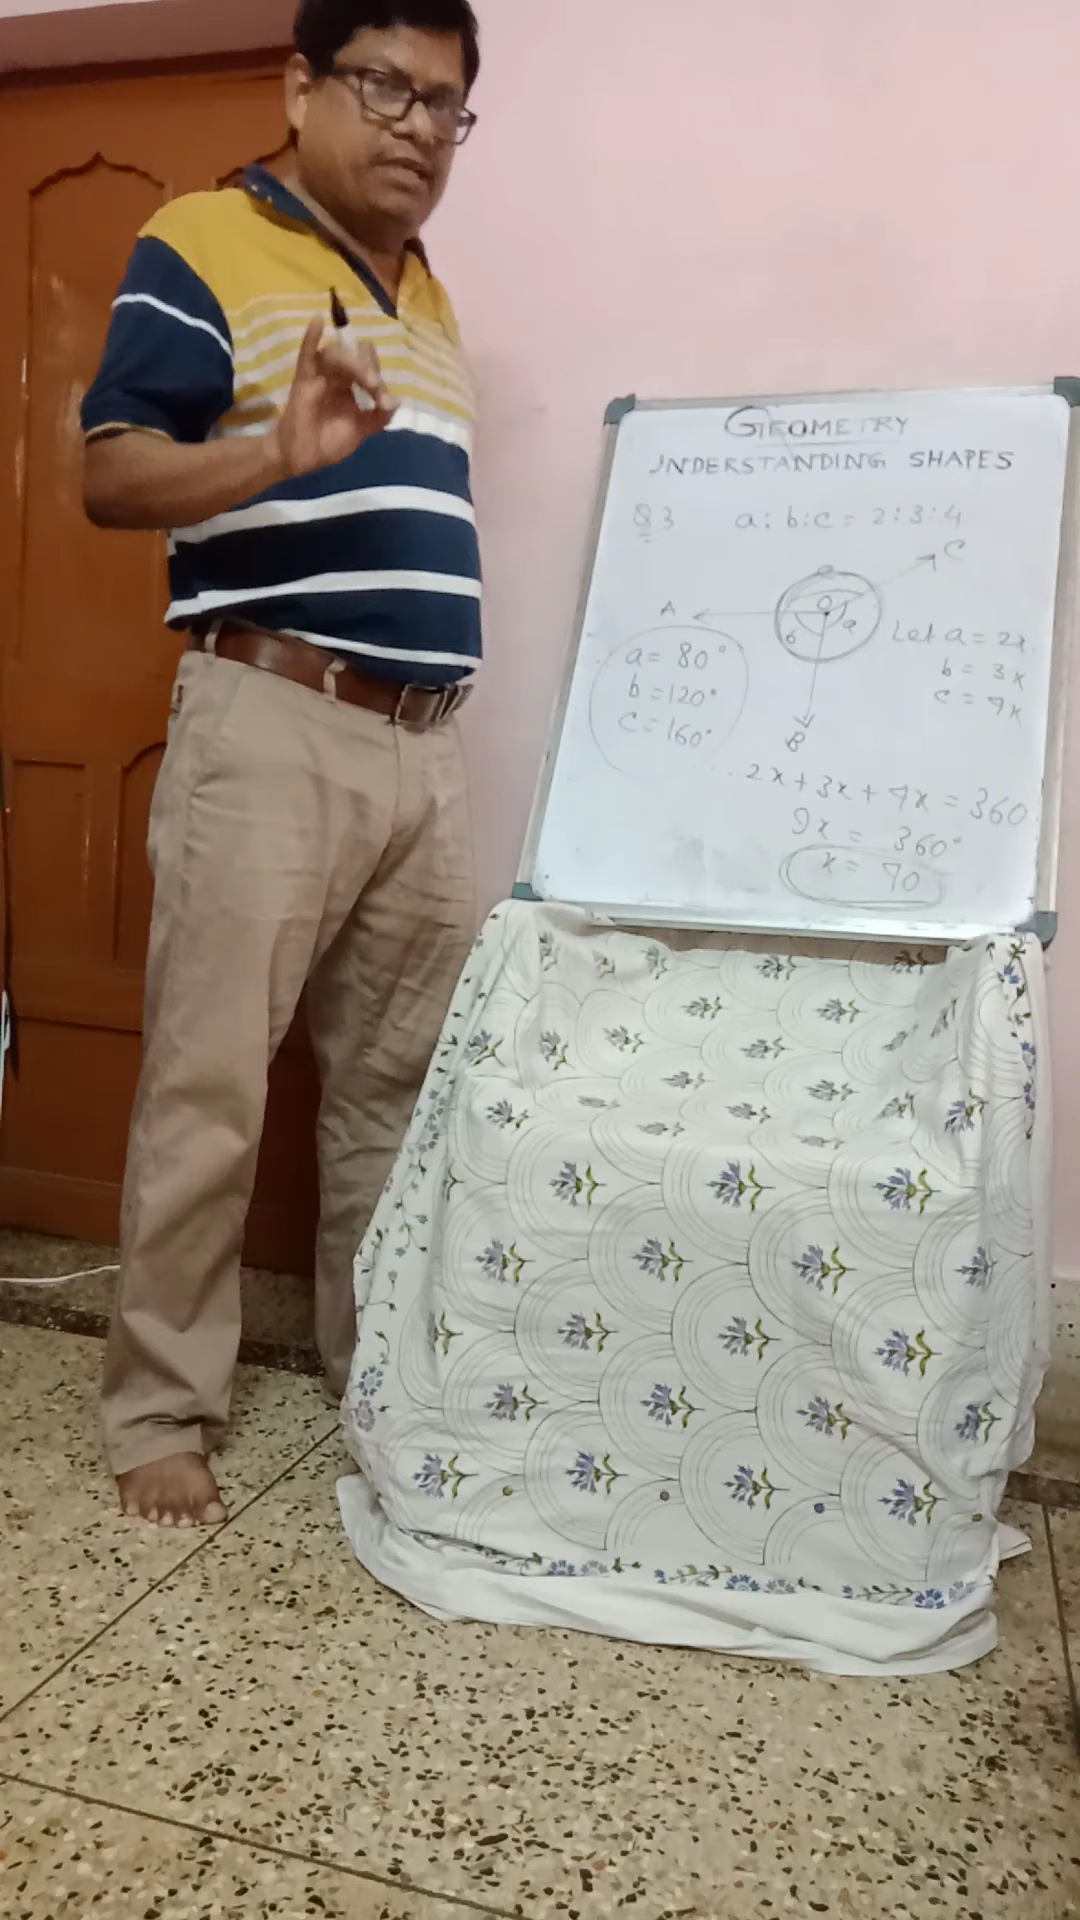 GEOMETRY
UNDERSTANDING SHAPES
Q3 a:b:c = 2:3:4
C
c
A
O
b
a
B
Let a = 2x
b = 3x
c = 4x
a = 80°
b = 120°
c = 160°
2x + 3x + 4x = 360
9x = 360°
x = 40